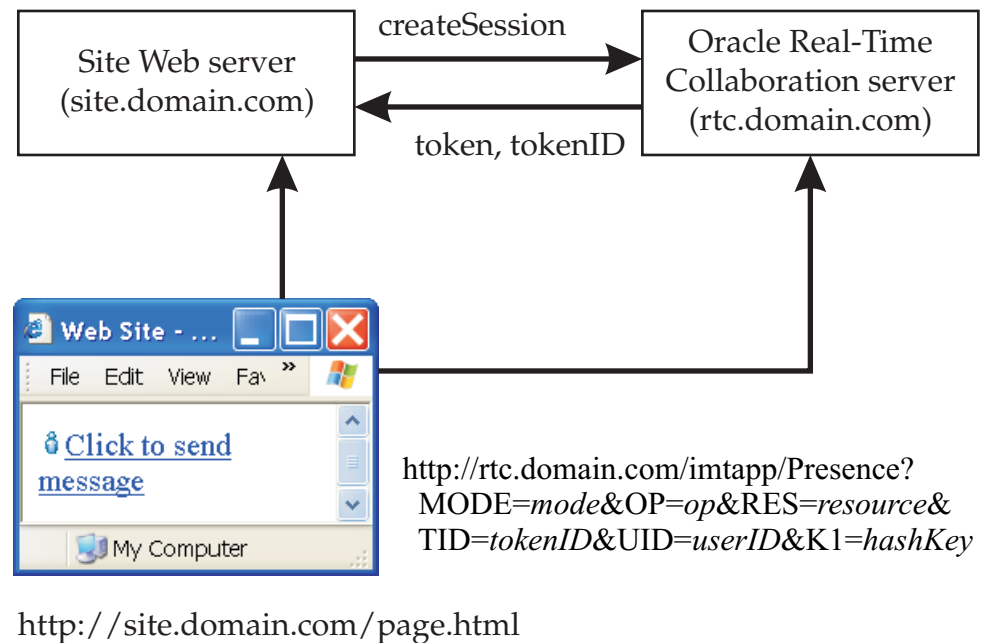 Site Web server
(site.domain.com)
createSession
token, tokenID
Oracle Real-Time
Collaboration server
(rtc.domain.com)
Web Site - ...
File Edit View Fav »
Click to send
message
My Computer
http://rtc.domain.com/imtapp/Presence?
MODE=mode&OP=op&RES=resource&
TID=tokenID&UID=userID&K1=hashKey
http://site.domain.com/page.html